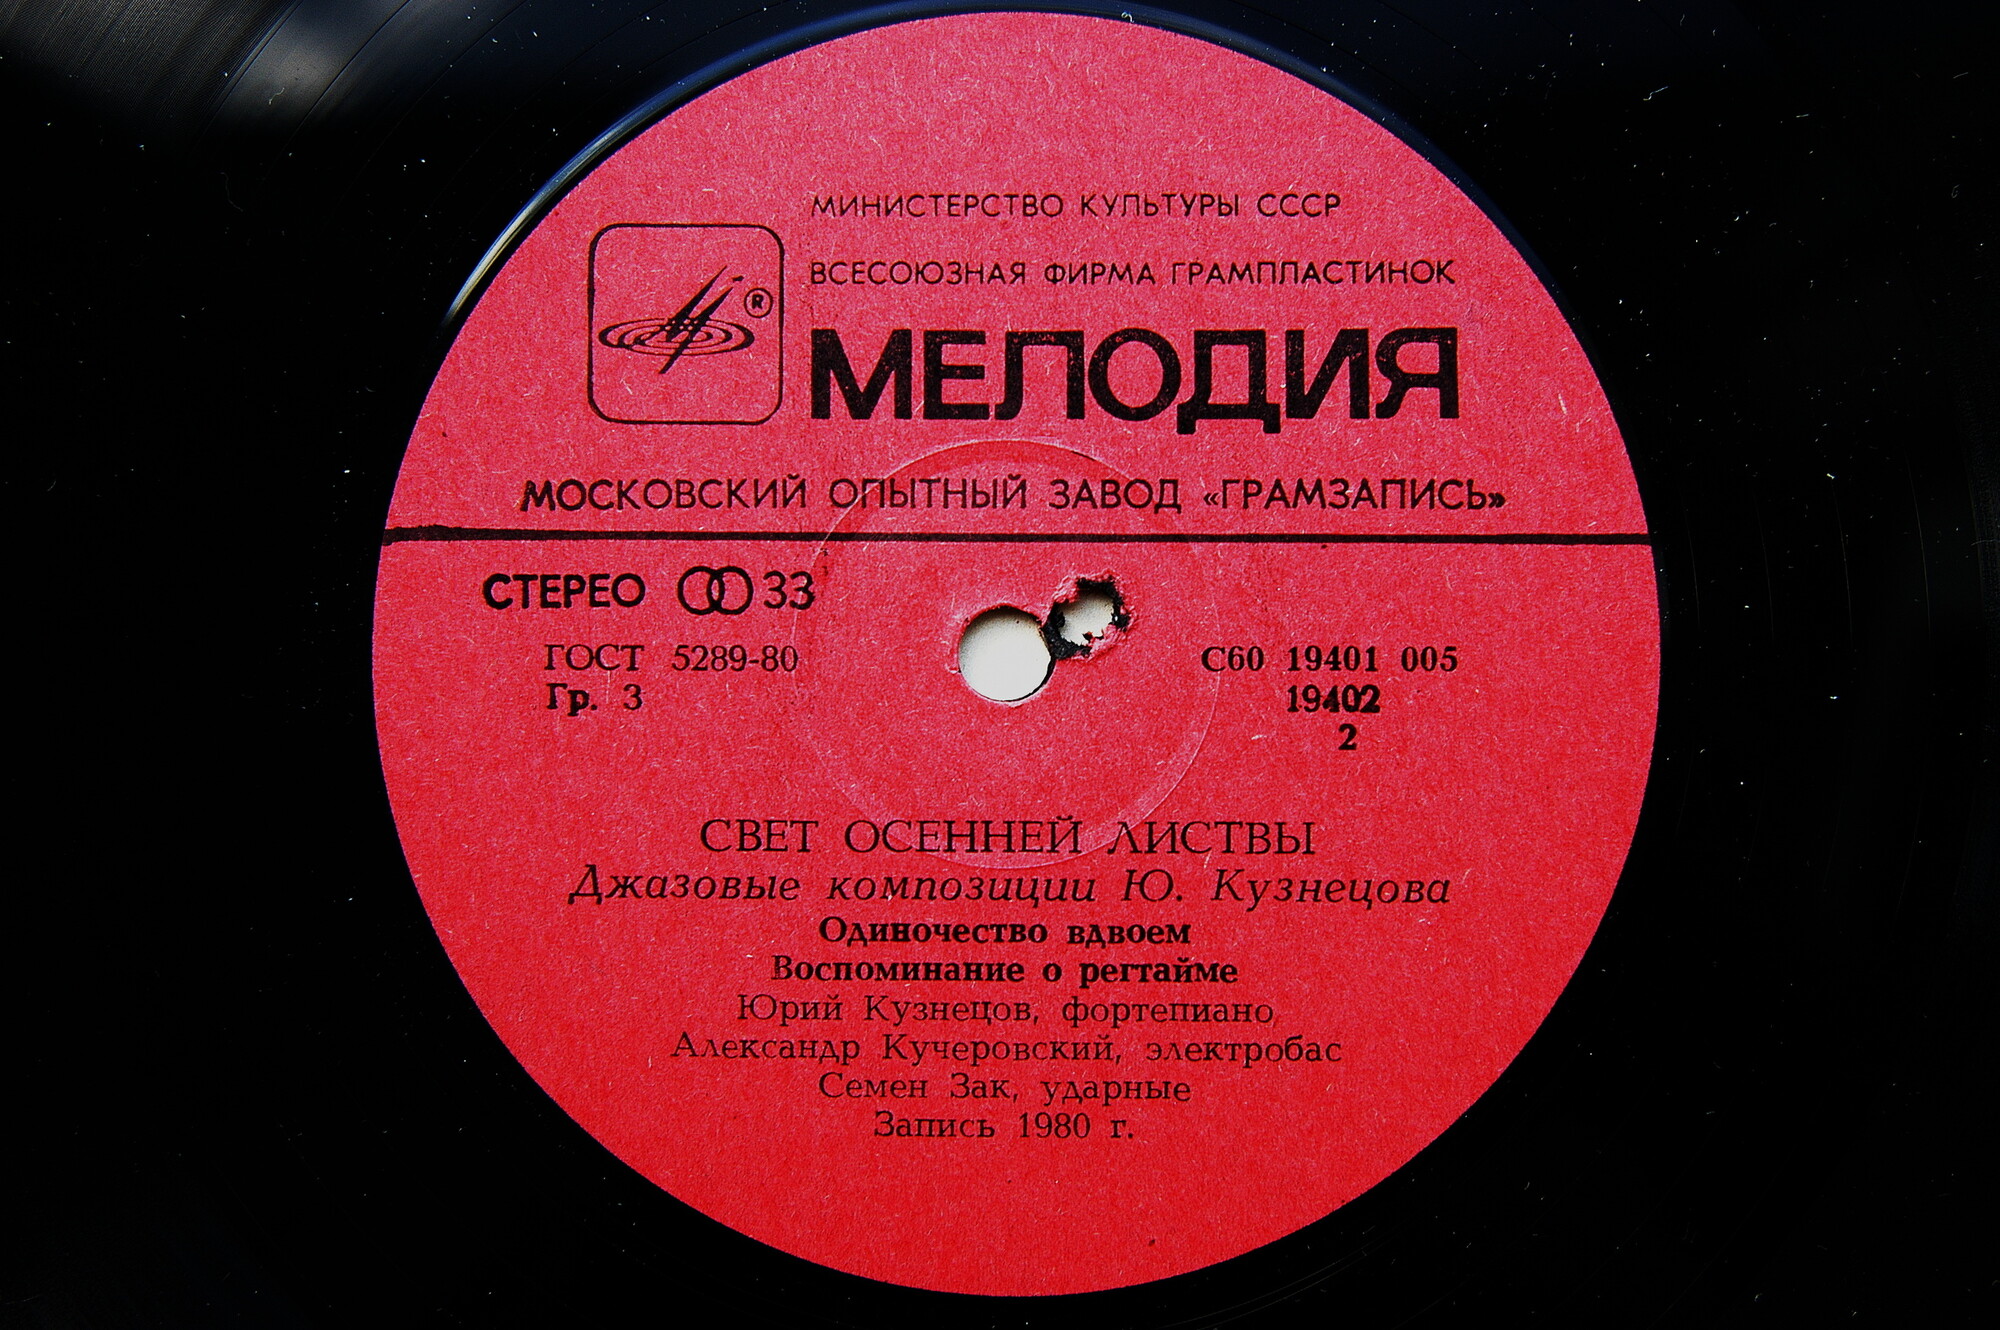 МИНИСТЕРСТВО КУЛЬТУРЫ СССР
ВСЕСОЮЗНАЯ ФИРМА ГРАМПЛАСТИНОК
®
МЕЛОДИЯ
МОСКОВСКИЙ ОПЫТНЫЙ ЗАВОД «ГРАМЗАПИСЬ»
СТЕРЕО 33
ГОСТ 5289-80
Гр. 3
С60 19401 005
19402
2
СВЕТ ОСЕННЕЙ ЛИСТВЫ
Джазовые композиции Ю. Кузнецова
Одиночество вдвоем
Воспоминание о регтайме
Юрий Кузнецов, фортепиано
Александр Кучеровский, электробас
Семен Зак, ударные
Запись 1980 г.